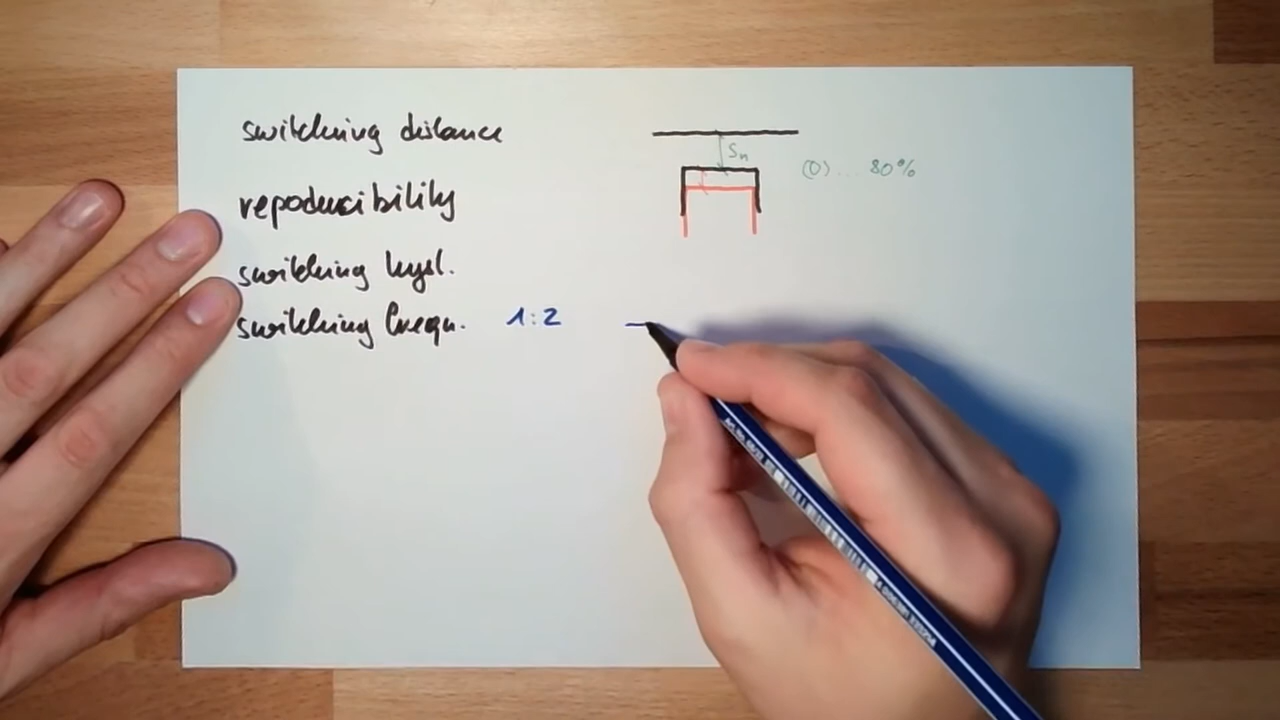 switching distance
Sn
(0) ... 80%
repoducibility
switching hyst.
switching frequ. 1:2